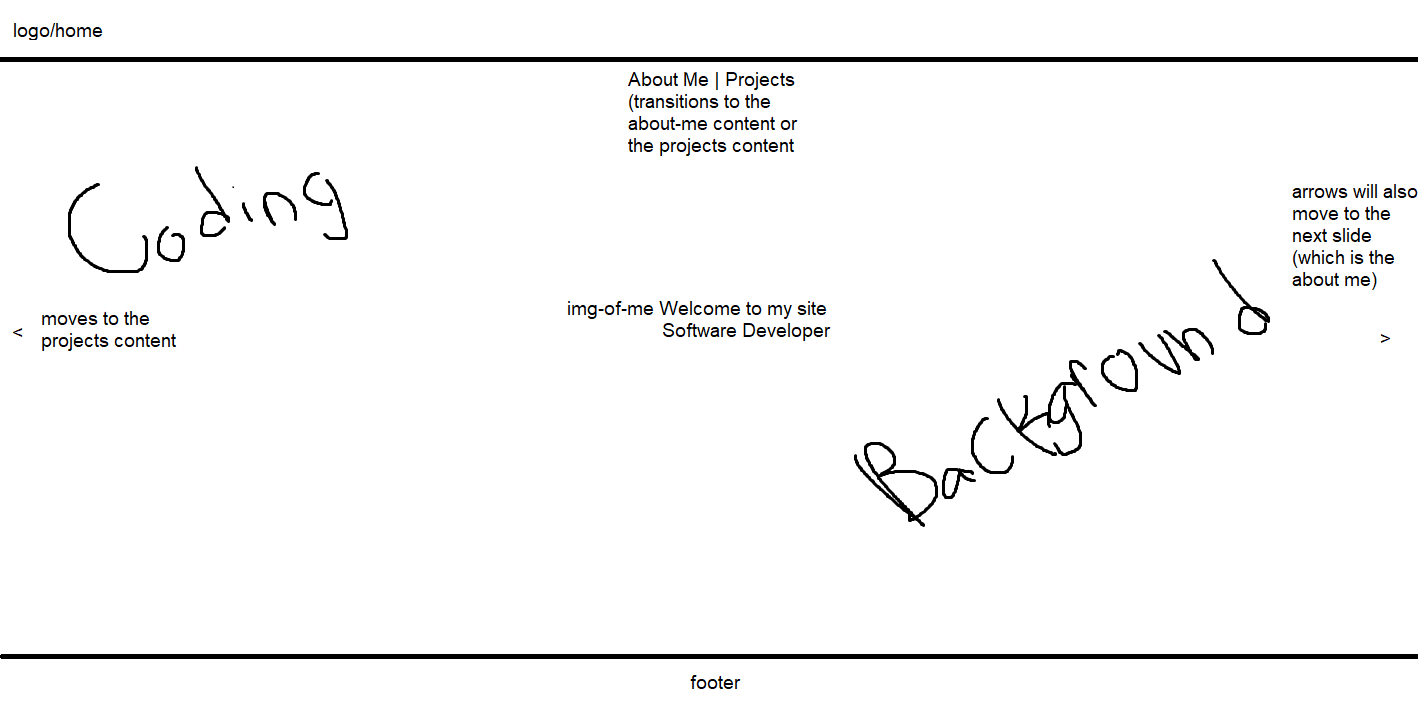 logo/home
About Me | Projects
(transitions to the
about-me content or
the projects content
Coding
arrows will also
move to the
next slide
(which is the
about me)
< moves to the
projects content
img-of-me Welcome to my site
Software Developer
>
Background
footer